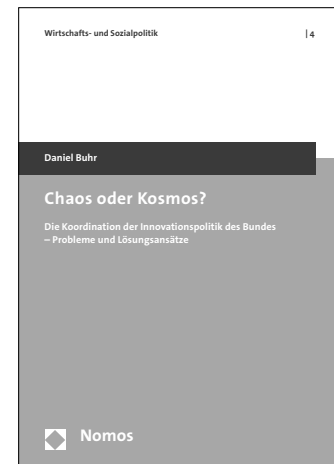 Wirtschafts- und Sozialpolitik | 4
Daniel Buhr
Chaos oder Kosmos?
Die Koordination der Innovationspolitik des Bundes
– Probleme und Lösungsansätze
Nomos